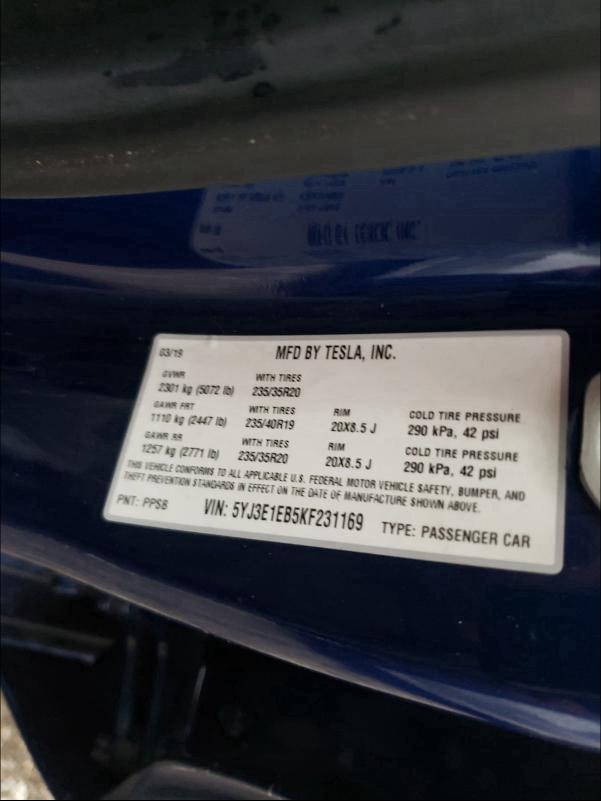 03/19 MFD BY TESLA, INC.
GVWR WITH TIRES
2301 kg (5072 lb) 235/35R20
GAWR FRT WITH TIRES RIM COLD TIRE PRESSURE
1110 kg (2447 lb) 235/40R19 20X8.5 J 290 kPa, 42 psi
GAWR RR WITH TIRES RIM COLD TIRE PRESSURE
1257 kg (2771 lb) 235/35R20 20X8.5 J 290 kPa, 42 psi
THIS VEHICLE CONFORMS TO ALL APPLICABLE U.S. FEDERAL MOTOR VEHICLE SAFETY, BUMPER, AND
THEFT PREVENTION STANDARDS IN EFFECT ON THE DATE OF MANUFACTURE SHOWN ABOVE.
PNT: PPSB VIN: 5YJ3E1EB5KF231169 TYPE: PASSENGER CAR